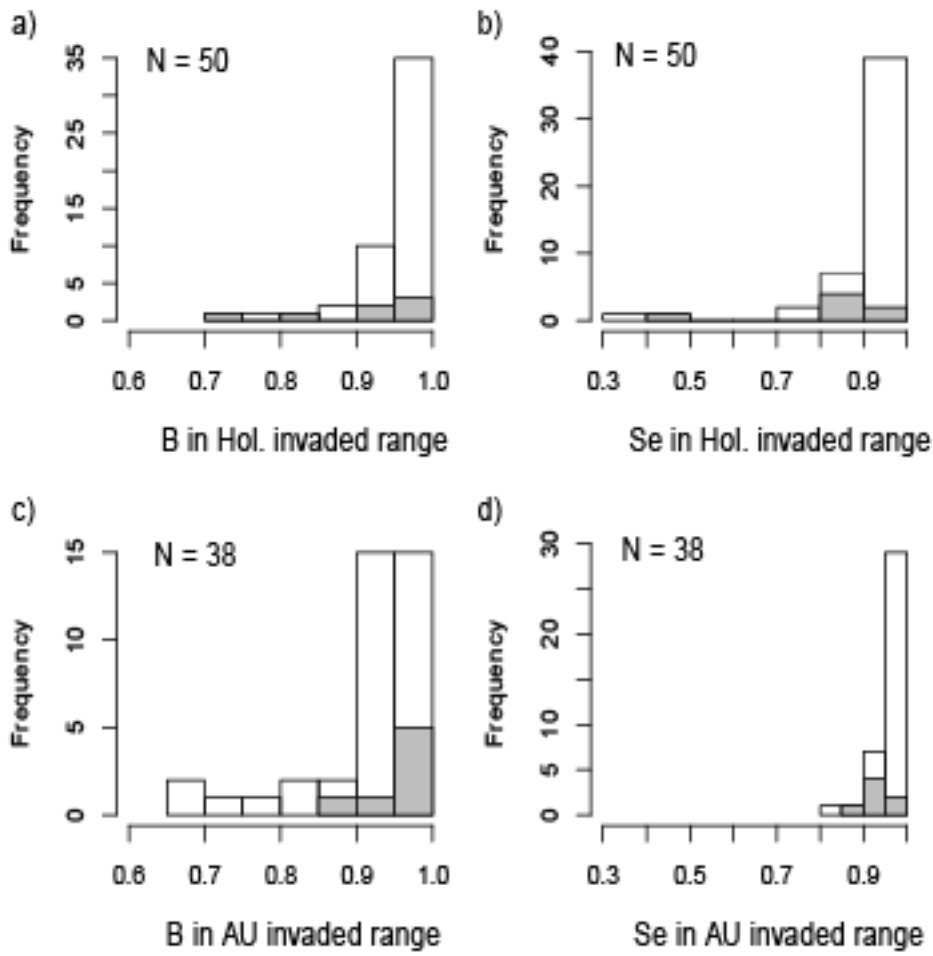 a)
N = 50
Frequency
35
25
15
5
0
0.6 0.7 0.8 0.9 1.0
B in Hol. invaded range
b)
N = 50
Frequency
40
30
20
10
0
0.3 0.5 0.7 0.9
Se in Hol. invaded range
c)
N = 38
Frequency
15
10
5
0
0.6 0.7 0.8 0.9 1.0
B in AU invaded range
d)
N = 38
Frequency
30
20
10
5
0
0.3 0.5 0.7 0.9
Se in AU invaded range